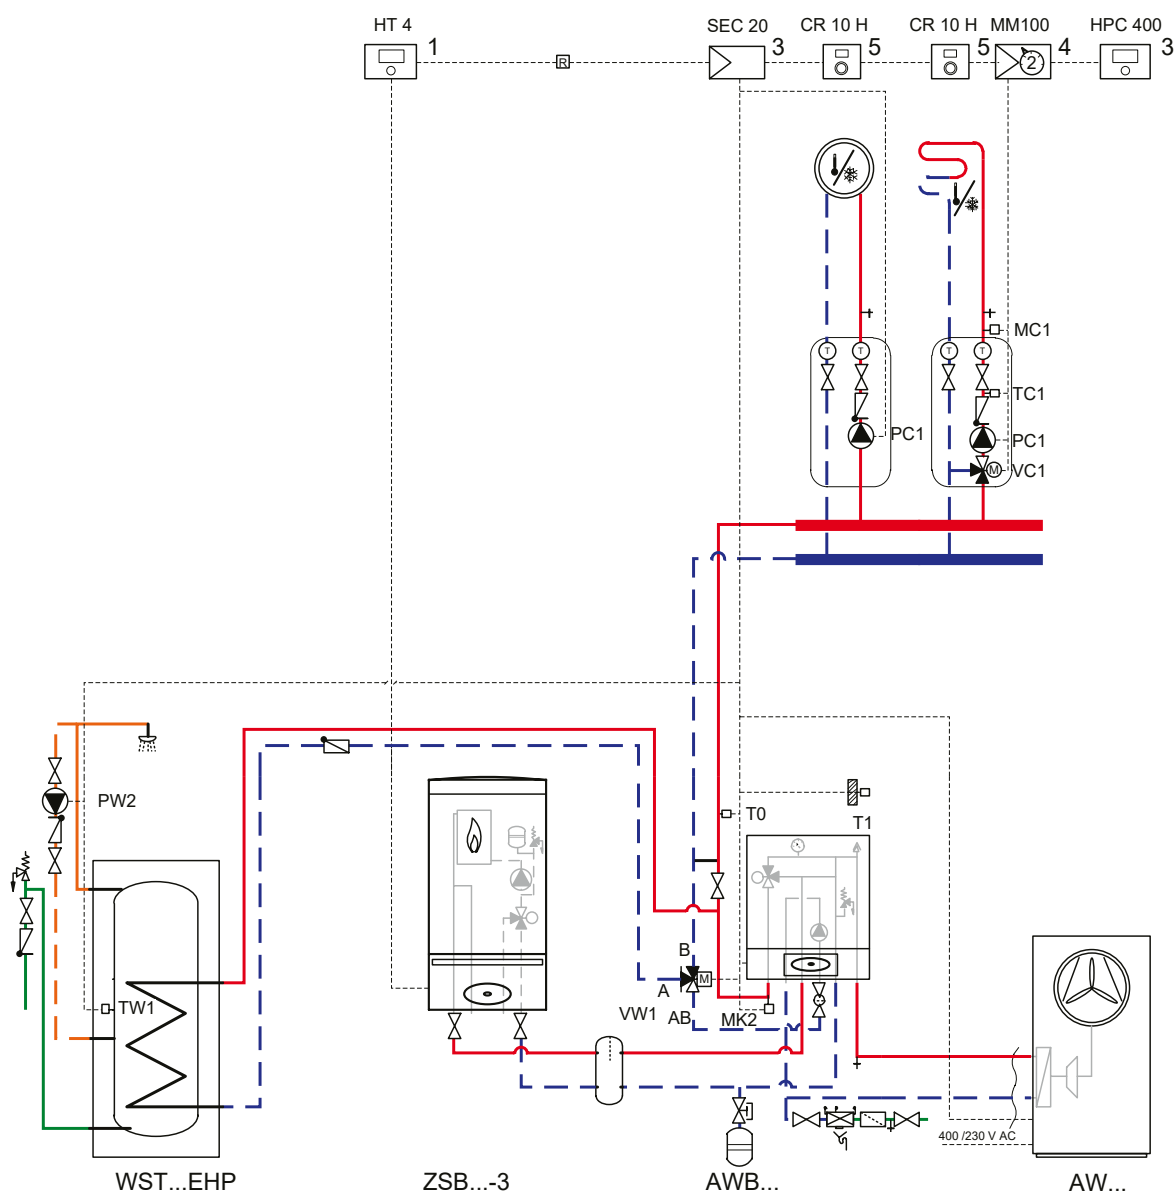 HT 4
SEC 20
CR 10 H
CR 10 H
MM100
HPC 400
1
3
5
5
4
3
R
2
MC1
T
T
T
T
TC1
PC1
PC1
M
VC1
PW2
T0
T1
B
M
A
TW1
VW1
AB
MK2
400 /230 V AC
WST...EHP
ZSB...-3
AWB...
AW...